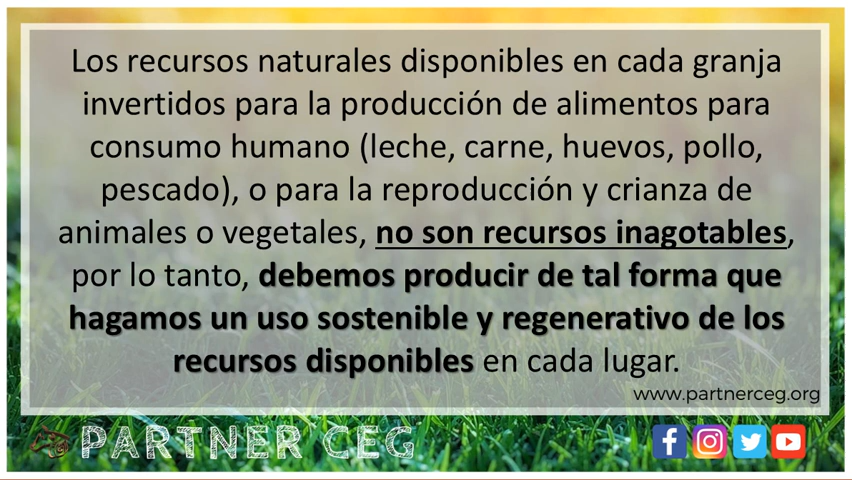 Los recursos naturales disponibles en cada granja
invertidos para la producción de alimentos para
consumo humano (leche, carne, huevos, pollo,
pescado), o para la reproducción y crianza de
animales o vegetales, no son recursos inagotables,
por lo tanto, debemos producir de tal forma que
hagamos un uso sostenible y regenerativo de los
recursos disponibles en cada lugar.
www.partnerceg.org
PARTNER CEG